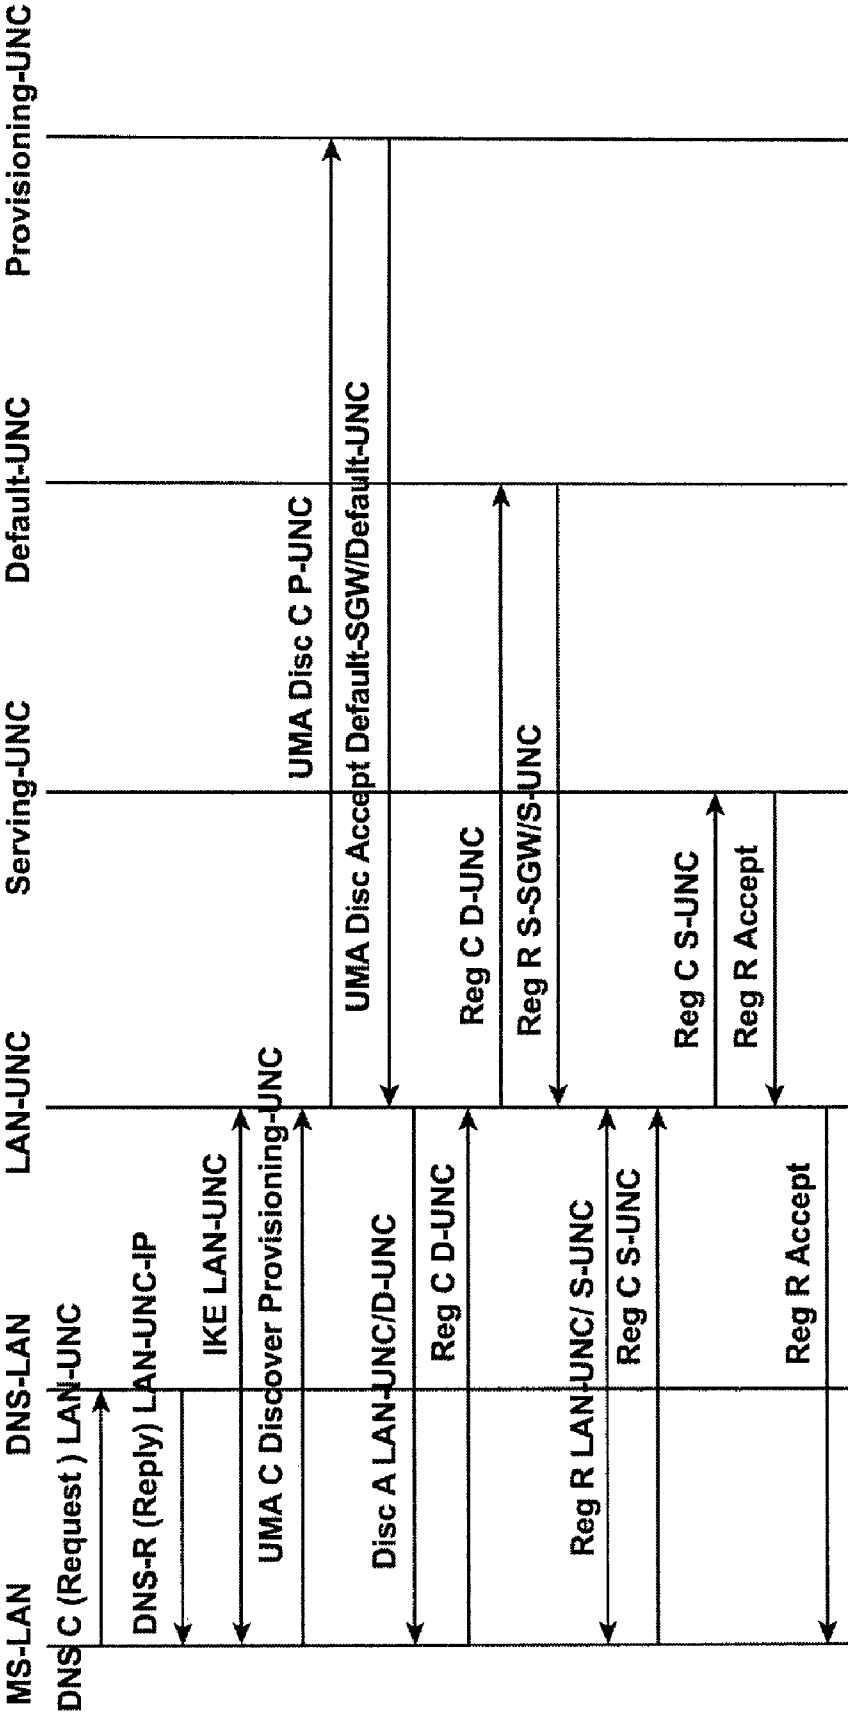 MS-LAN
DNS-LAN
LAN-UNC
Serving-UNC
Default-UNC
Provisioning-UNC
DNS C (Request ) LAN-UNC
DNS-R (Reply) LAN-UNC-IP
IKE LAN-UNC
UMA C Discover Provisioning-UNC
UMA Disc C P-UNC
UMA Disc Accept Default-SGW/Default-UNC
Disc A LAN-UNC/D-UNC
Reg C D-UNC
Reg C D-UNC
Reg R S-SGW/S-UNC
Reg R LAN-UNC/ S-UNC
Reg C S-UNC
Reg C S-UNC
Reg R Accept
Reg R Accept